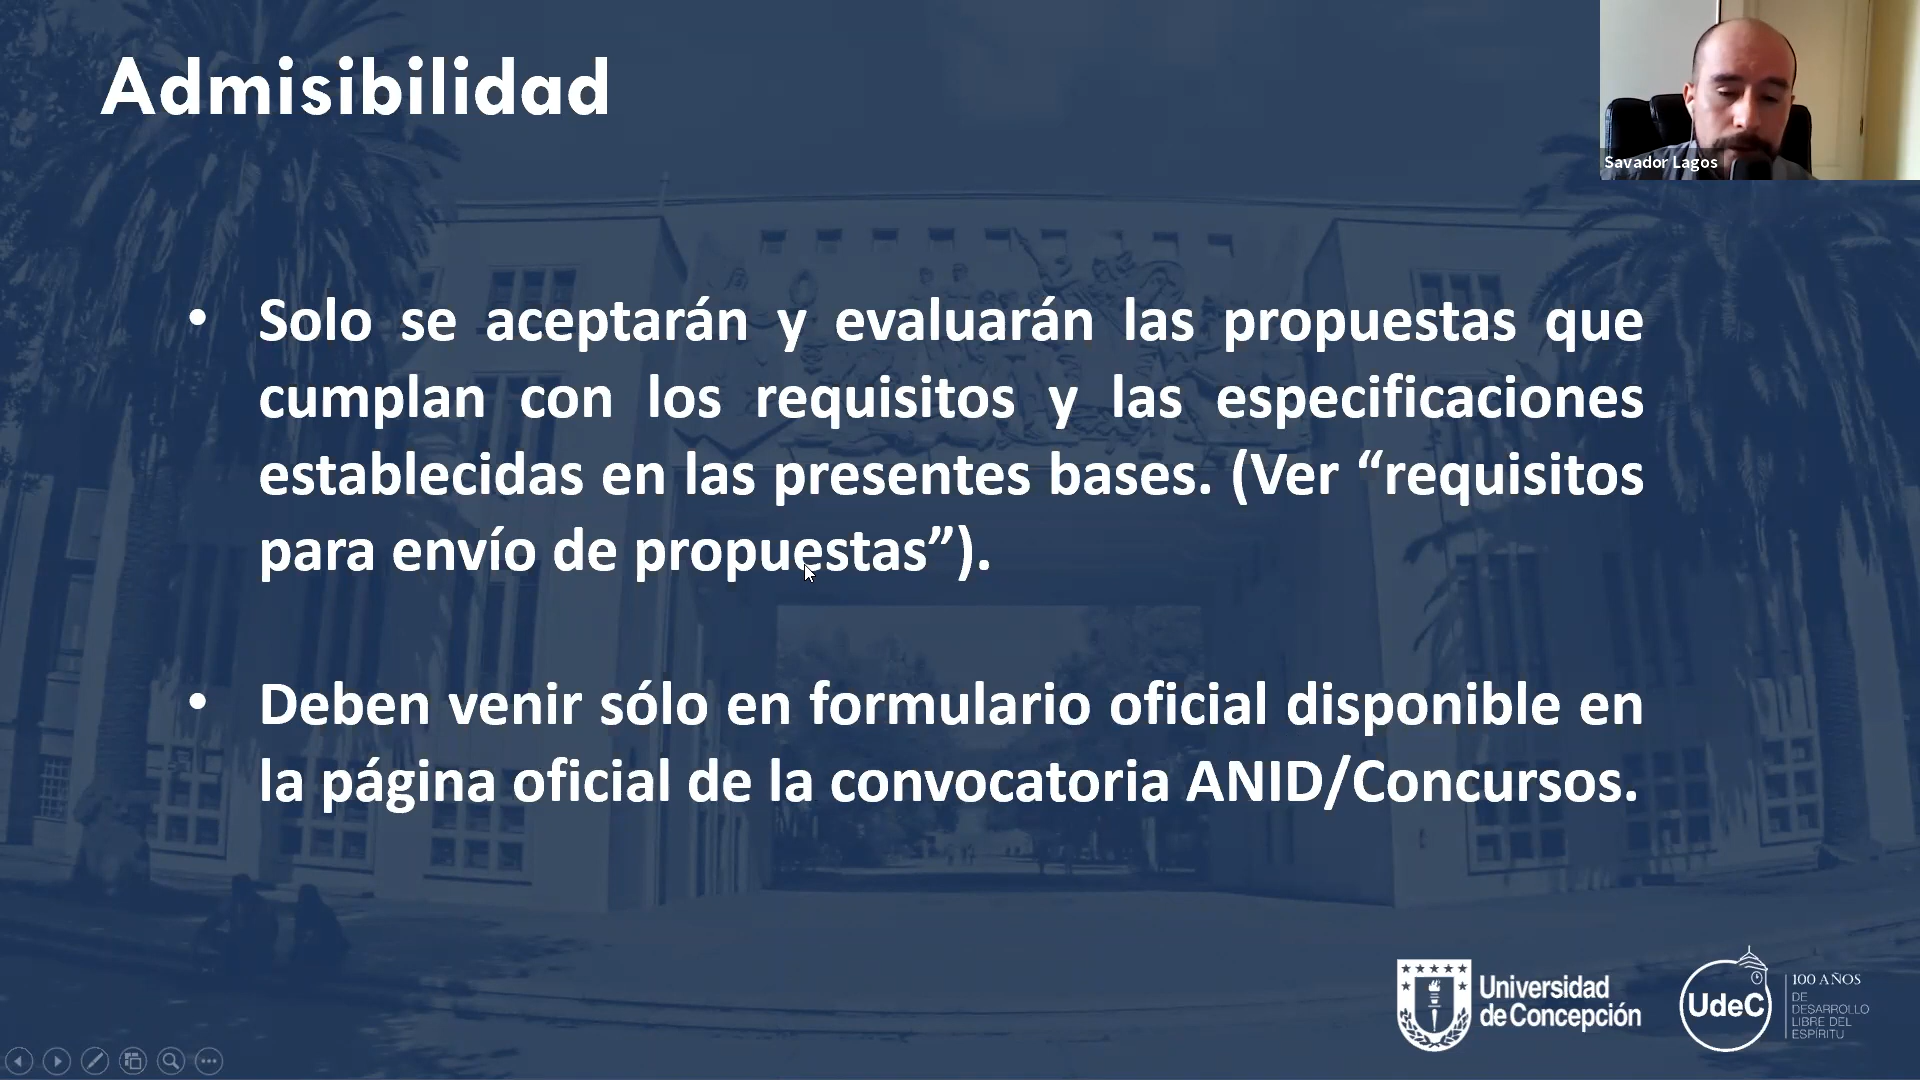 Admisibilidad
Savador Lagos
• Solo se aceptarán y evaluarán las propuestas que
cumplan con los requisitos y las especificaciones
establecidas en las presentes bases. (Ver “requisitos
para envío de propuestas”).
• Deben venir sólo en formulario oficial disponible en
la página oficial de la convocatoria ANID/Concursos.
Universidad
de Concepción
UdeC
100 AÑOS
DE
DESARROLLO
LIBRE DEL
ESPÍRITU